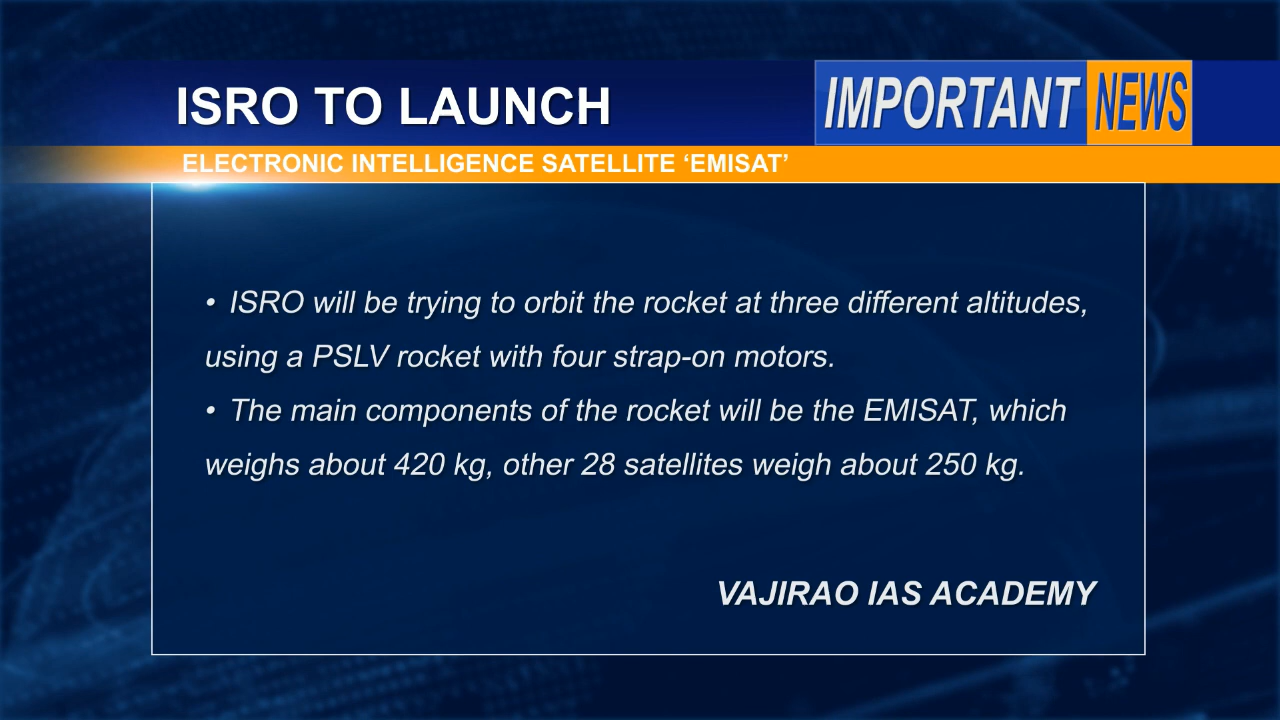 ISRO TO LAUNCH
IMPORTANT NEWS
ELECTRONIC INTELLIGENCE SATELLITE ‘EMISAT’
• ISRO will be trying to orbit the rocket at three different altitudes,
using a PSLV rocket with four strap-on motors.
• The main components of the rocket will be the EMISAT, which
weighs about 420 kg, other 28 satellites weigh about 250 kg.
VAJIRAO IAS ACADEMY